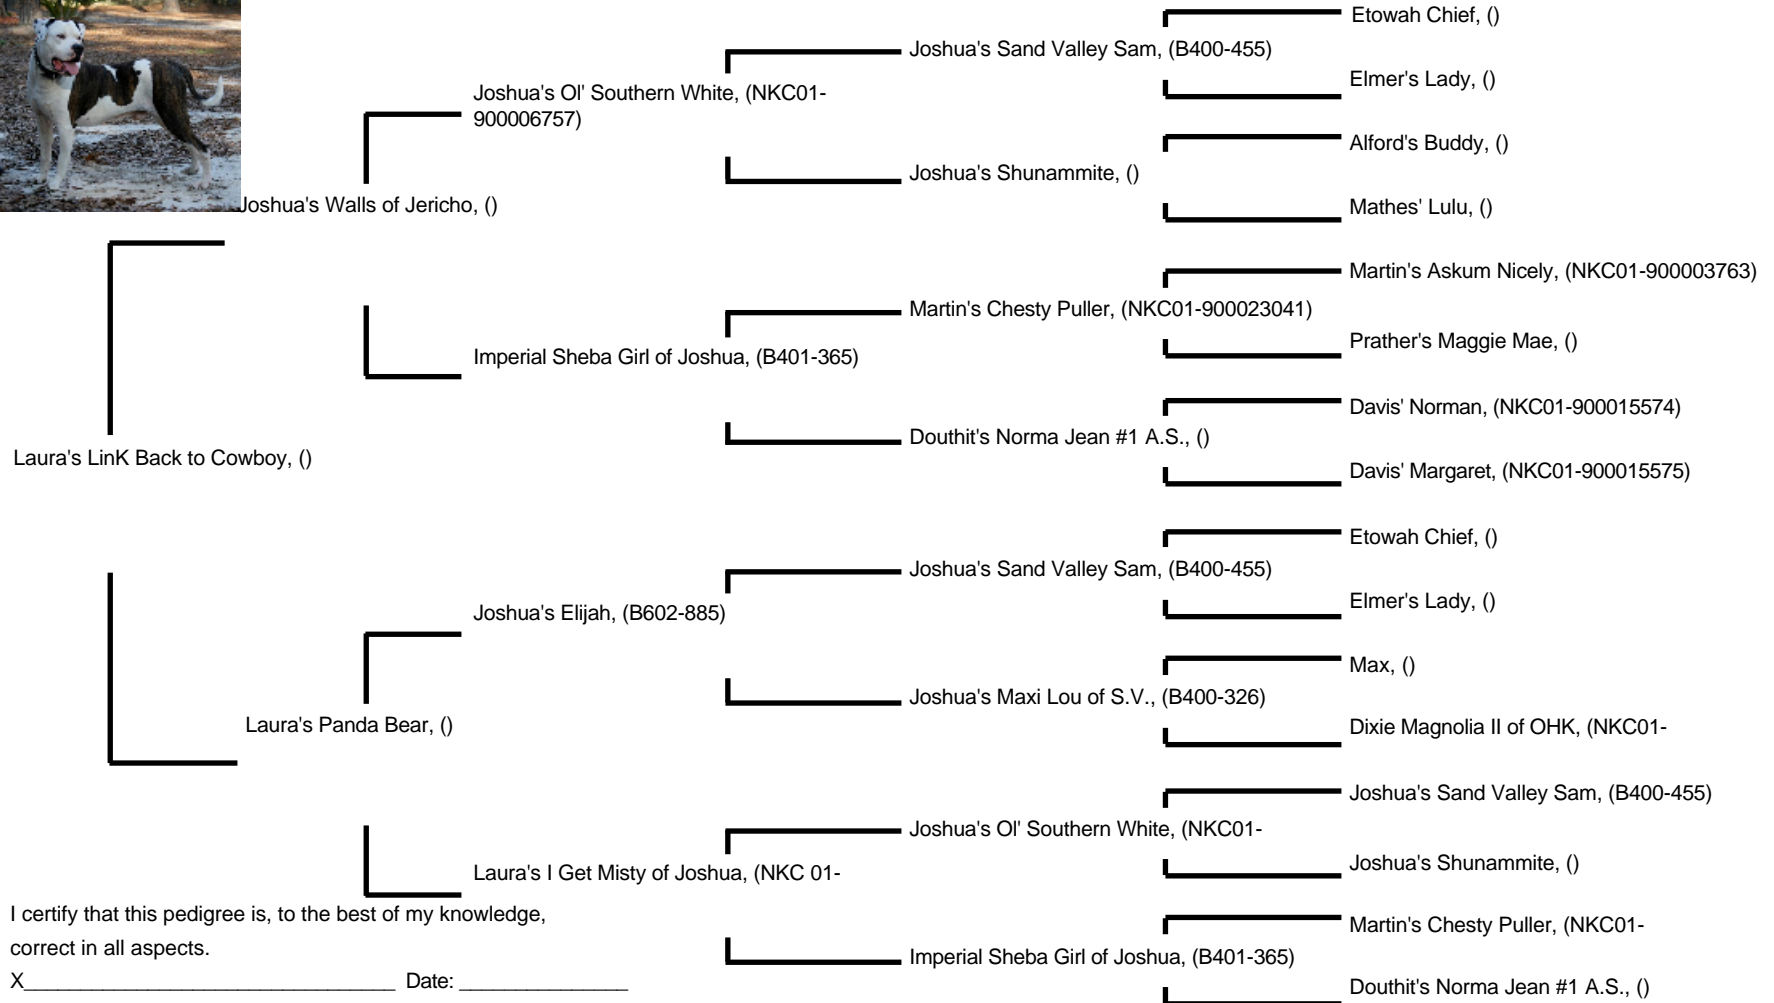 Etowah Chief, ()
Joshua's Sand Valley Sam, (B400-455)
Elmer's Lady, ()
Joshua's Ol' Southern White, (NKC01-
900006757)
Alford's Buddy, ()
Joshua's Shunammite, ()
Mathes' Lulu, ()
Joshua's Walls of Jericho, ()
Martin's Askum Nicely, (NKC01-900003763)
Martin's Chesty Puller, (NKC01-900023041)
Prather's Maggie Mae, ()
Imperial Sheba Girl of Joshua, (B401-365)
Davis' Norman, (NKC01-900015574)
Douthit's Norma Jean #1 A.S., ()
Davis' Margaret, (NKC01-900015575)
Laura's LinK Back to Cowboy, ()
Etowah Chief, ()
Joshua's Sand Valley Sam, (B400-455)
Elmer's Lady, ()
Joshua's Elijah, (B602-885)
Max, ()
Joshua's Maxi Lou of S.V., (B400-326)
Dixie Magnolia II of OHK, (NKC01-
Laura's Panda Bear, ()
Joshua's Sand Valley Sam, (B400-455)
Joshua's Ol' Southern White, (NKC01-
Joshua's Shunammite, ()
Laura's I Get Misty of Joshua, (NKC 01-
Martin's Chesty Puller, (NKC01-
Imperial Sheba Girl of Joshua, (B401-365)
Douthit's Norma Jean #1 A.S., ()
I certify that this pedigree is, to the best of my knowledge,
correct in all aspects.
X_________________________________ Date: _______________